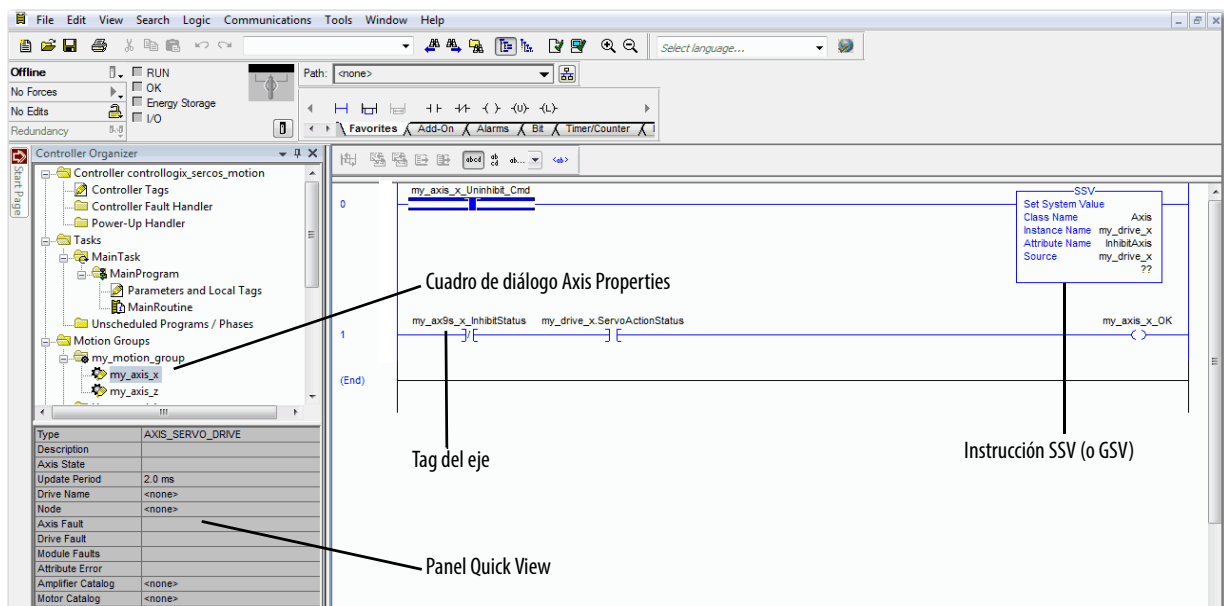 File Edit View Search Logic Communications Tools Window Help
Select language...
Offline
RUN
Path: <none>
No Forces
OK
Energy Storage
No Edits
I/O
Redundancy
Favorites Add-On Alarms Bit Timer/Counter
Start Page
Controller Organizer
Controller controllogix_sercos_motion
Controller Tags
Controller Fault Handler
Power-Up Handler
Tasks
MainTask
MainProgram
Parameters and Local Tags
MainRoutine
Unscheduled Programs / Phases
Motion Groups
my_motion_group
my_axis_x
my_axis_z
Type AXIS_SERVO_DRIVE
Description
Axis State
Update Period 2.0 ms
Drive Name <none>
Node <none>
Axis Fault
Drive Fault
Module Faults
Attribute Error
Amplifier Catalog <none>
Motor Catalog <none>
abcd ab cd ab... <ab>
0
my_axis_x_Uninhibit_Cmd
SSV
Set System Value
Class Name Axis
Instance Name my_drive_x
Attribute Name InhibitAxis
Source my_drive_x
??
Cuadro de diálogo Axis Properties
1
my_ax9s_x_InhibitStatus my_drive_x.ServoActionStatus my_axis_x_OK
(End)
Tag del eje
Instrucción SSV (o GSV)
Panel Quick View